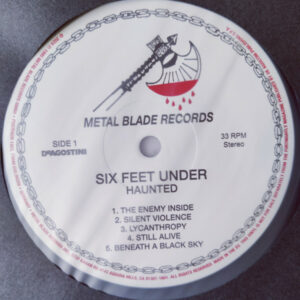 METAL BLADE RECORDS
SIDE 1
33 RPM
DeAGOSTINI
Stereo
SIX FEET UNDER
HAUNTED
1. THE ENEMY INSIDE
2. SILENT VIOLENCE
3. LYCANTHROPY
4. STILL ALIVE
5. BENEATH A BLACK SKY